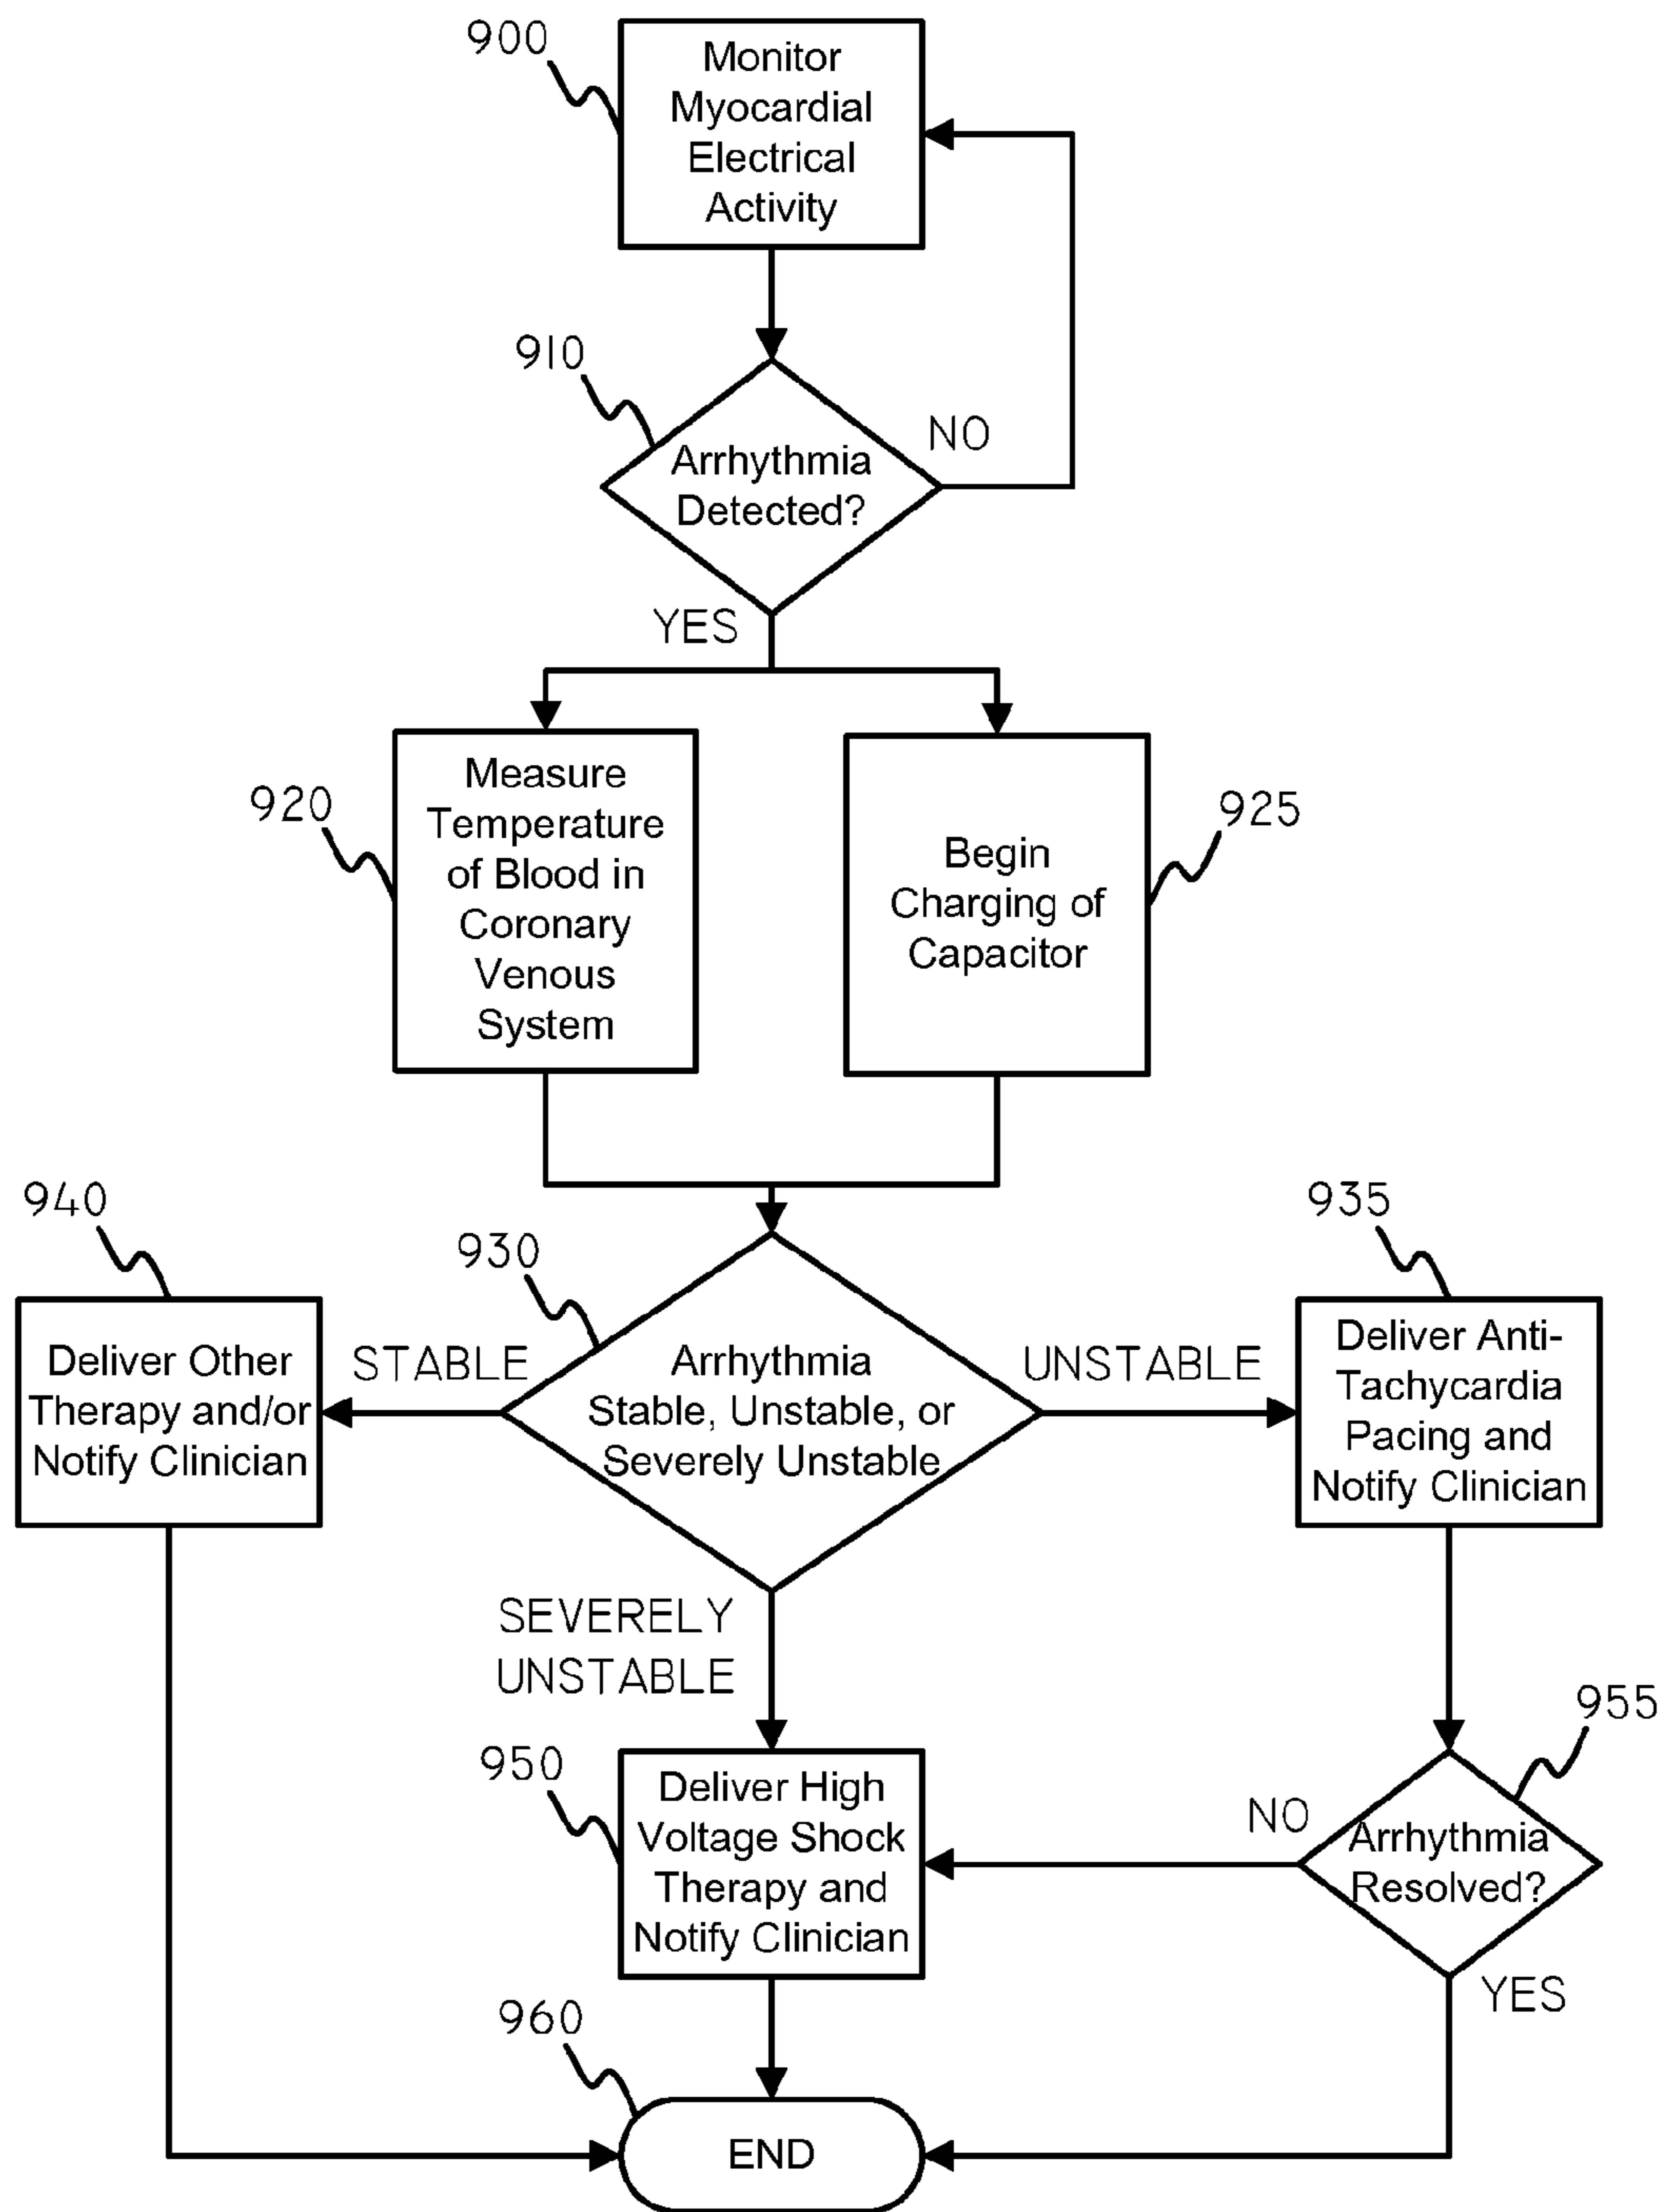 900
Monitor
Myocardial
Electrical
Activity
910
Arrhythmia
Detected?
NO
YES
920
Measure
Temperature
of Blood in
Coronary
Venous
System
925
Begin
Charging of
Capacitor
940
Deliver Other
Therapy and/or
Notify Clinician
STABLE
930
Arrhythmia
Stable, Unstable, or
Severely Unstable
UNSTABLE
935
Deliver Anti-
Tachycardia
Pacing and
Notify Clinician
SEVERELY
UNSTABLE
950
Deliver High
Voltage Shock
Therapy and
Notify Clinician
NO
955
Arrhythmia
Resolved?
YES
960
END